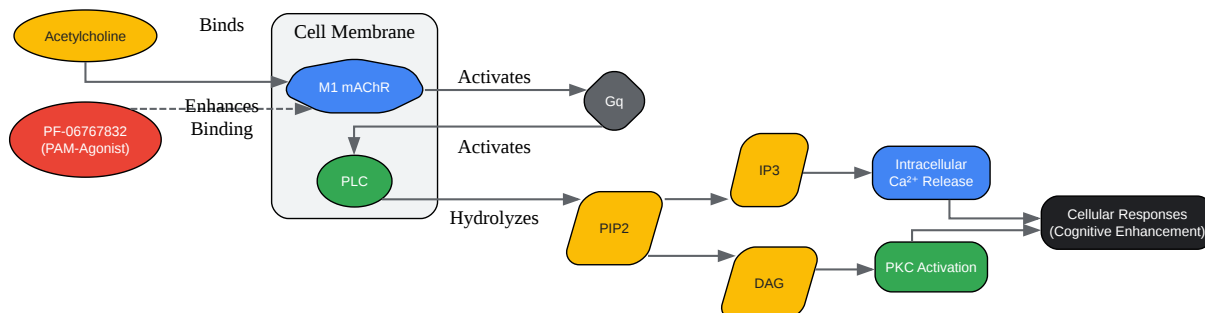 Acetylcholine
Binds
Cell Membrane
M1 mAChR
Activates
Gq
Enhances
Binding
PF-06767832
(PAM-Agonist)
Activates
PLC
Hydrolyzes
PIP2
IP3
Intracellular
Ca²⁺ Release
DAG
PKC Activation
Cellular Responses
(Cognitive Enhancement)